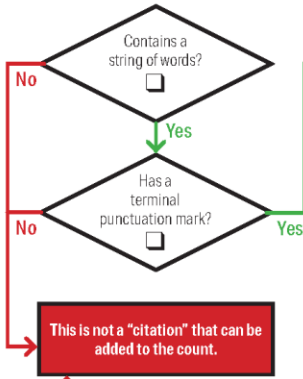 Contains a
string of words?
No
Yes
Has a
terminal
punctuation mark?
No
Yes
This is not a "citation" that can be
added to the count.